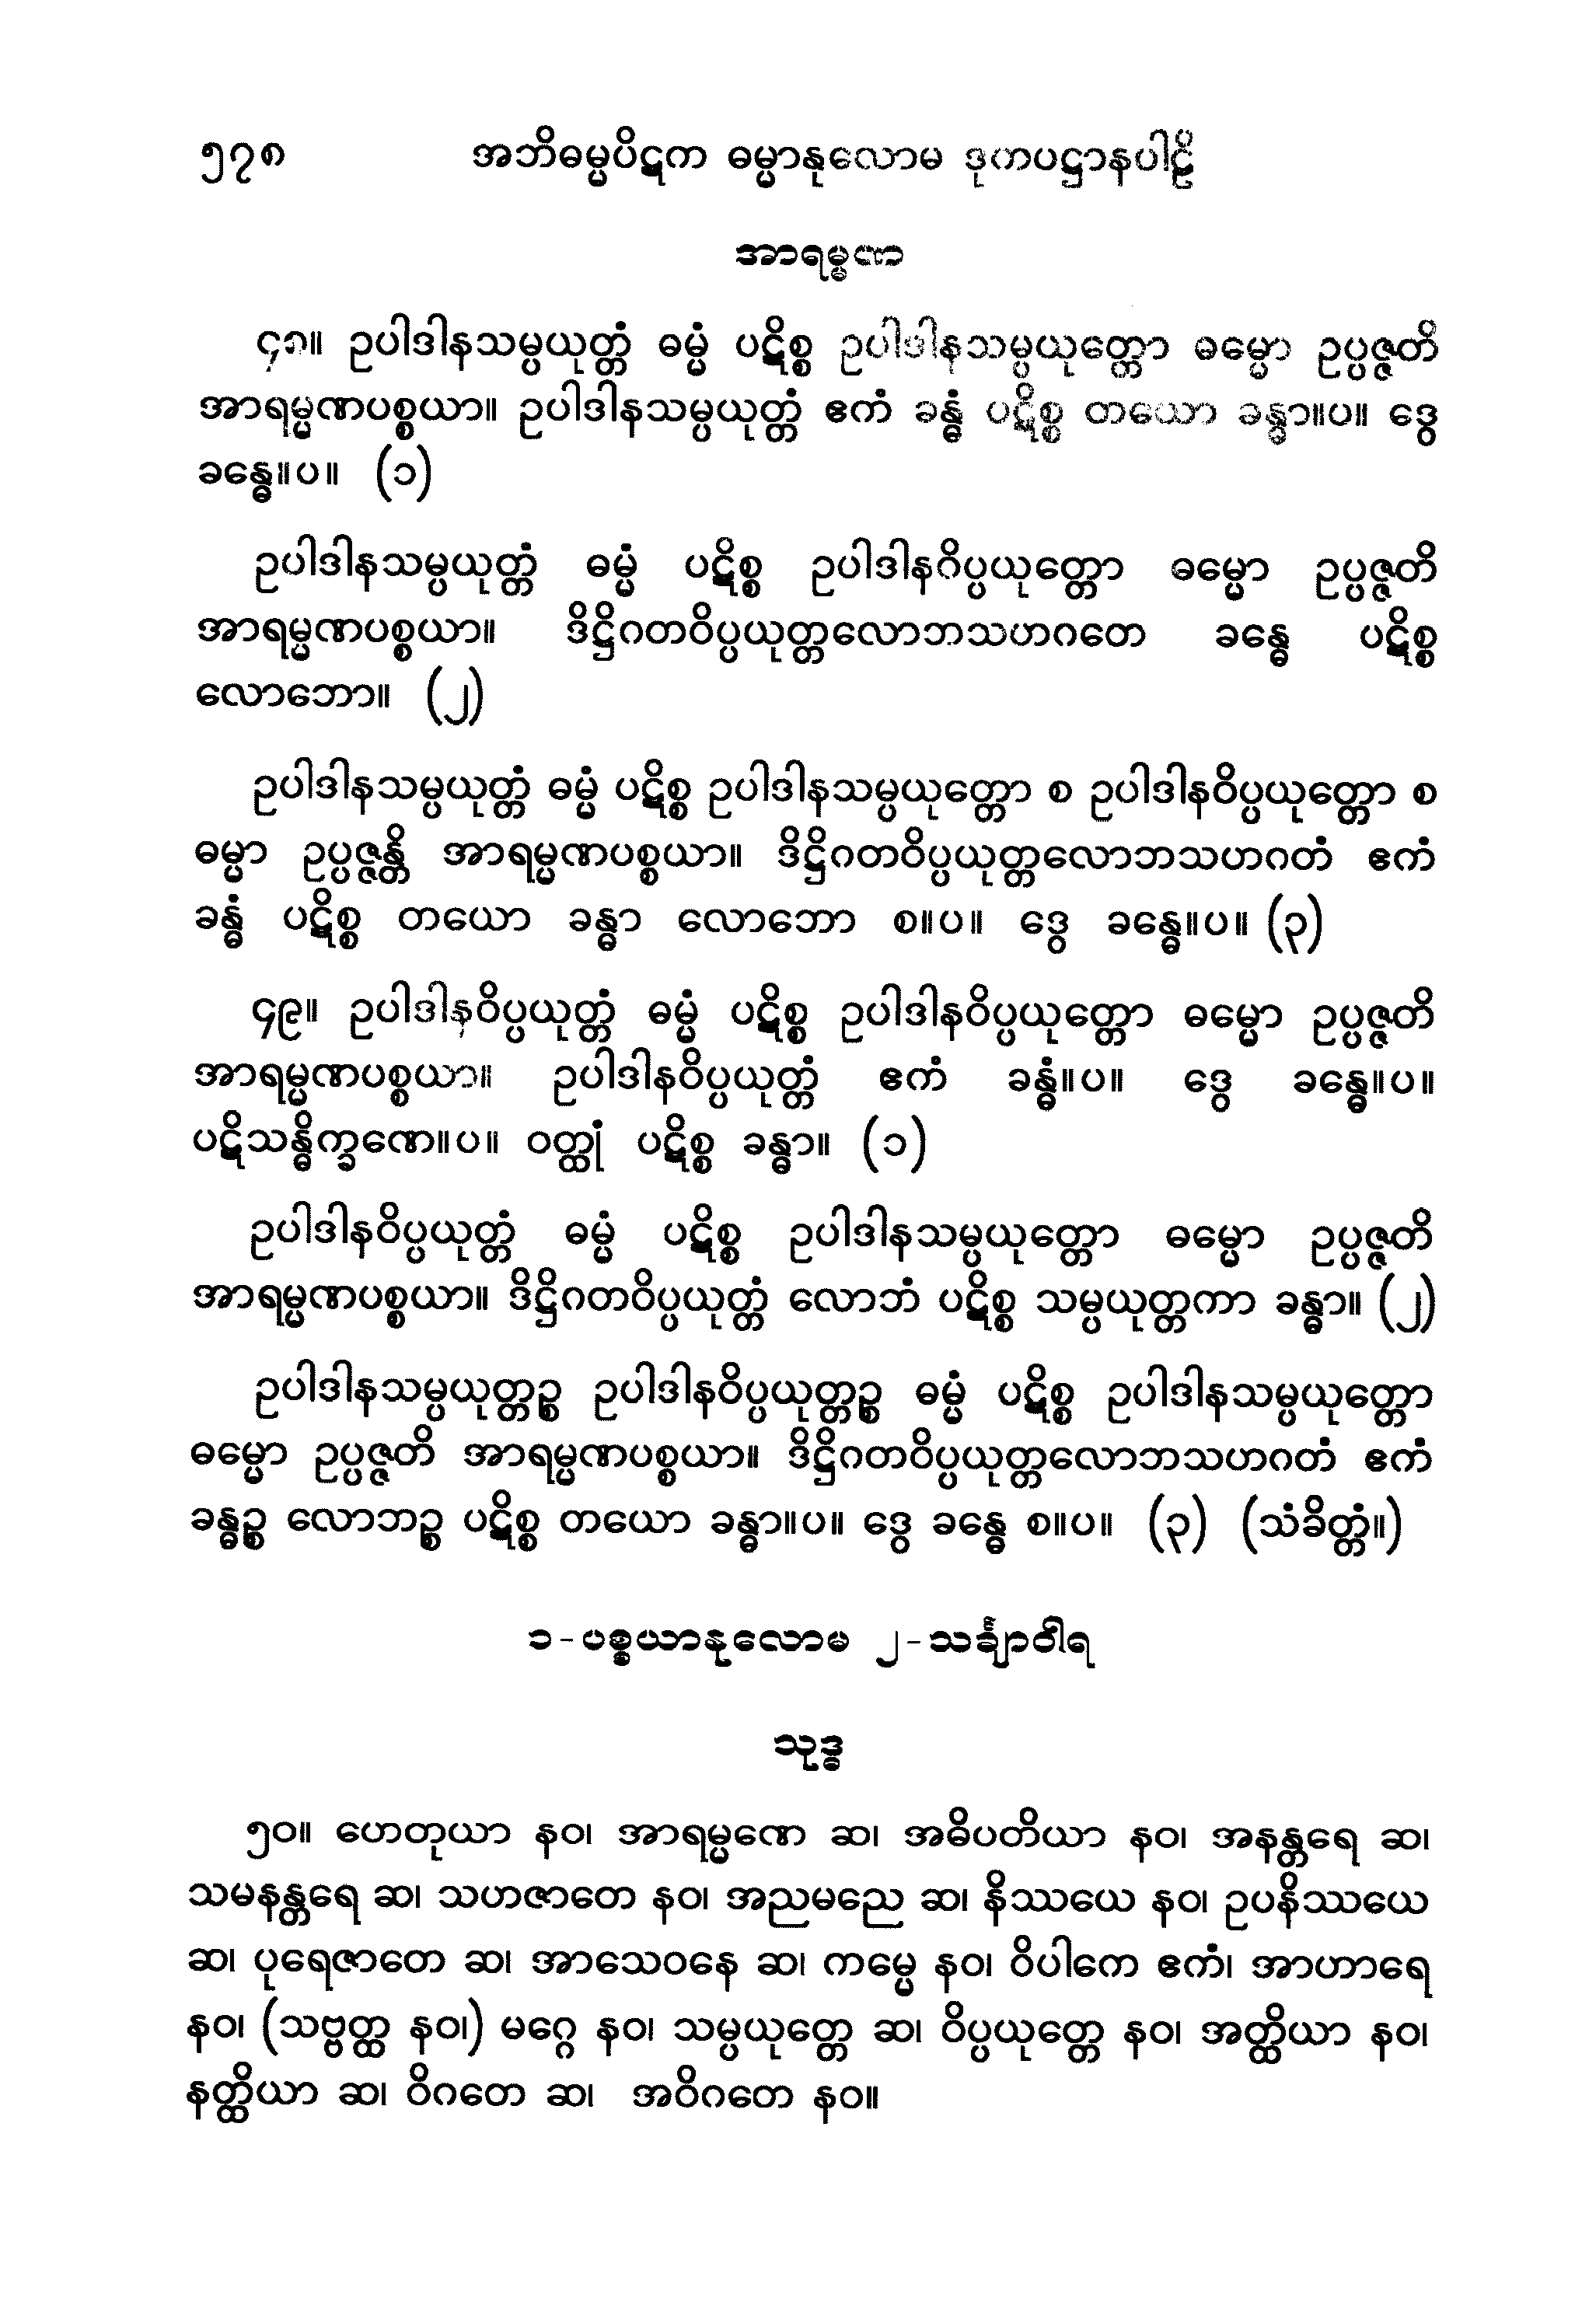 ၅၇၈ အဘိဓမ္မပိဋက ဓမ္မာနုလောမ ဒုကပဋ္ဌာနပါဠိ
အာရမ္မဏ
၄၈။ ဥပါဒါနသမ္ပယုတ္တံ ဓမ္မံ ပဋိစ္စ ဥပါဒါနသမ္ပယုတ္တော ဓမ္မော ဥပ္ပဇ္ဇတိ
အာရမ္မဏပစ္စယာ။ ဥပါဒါနသမ္ပယုတ္တံ ဧကံ ခန္ဓံ ပဋိစ္စ တယော ခန္ဓာ။ပ။ ဒွေ
ခန္ဓေ။ပ။ (၁)
ဥပါဒါနသမ္ပယုတ္တံ ဓမ္မံ ပဋိစ္စ ဥပါဒါနဝိပ္ပယုတ္တော ဓမ္မော ဥပ္ပဇ္ဇတိ
အာရမ္မဏပစ္စယာ။ ဒိဋ္ဌိဂတဝိပ္ပယုတ္တလောဘသဟဂတေ ခန္ဓေ ပဋိစ္စ
လောဘော။ (၂)
ဥပါဒါနသမ္ပယုတ္တံ ဓမ္မံ ပဋိစ္စ ဥပါဒါနသမ္ပယုတ္တော စ ဥပါဒါနဝိပ္ပယုတ္တော စ
ဓမ္မာ ဥပ္ပဇ္ဇန္တိ အာရမ္မဏပစ္စယာ။ ဒိဋ္ဌိဂတဝိပ္ပယုတ္တလောဘသဟဂတံ ဧကံ
ခန္ဓံ ပဋိစ္စ တယော ခန္ဓာ လောဘော စ။ပ။ ဒွေ ခန္ဓေ။ပ။ (၃)
၄၉။ ဥပါဒါနဝိပ္ပယုတ္တံ ဓမ္မံ ပဋိစ္စ ဥပါဒါနဝိပ္ပယုတ္တော ဓမ္မော ဥပ္ပဇ္ဇတိ
အာရမ္မဏပစ္စယာ။ ဥပါဒါနဝိပ္ပယုတ္တံ ဧကံ ခန္ဓံ။ပ။ ဒွေ ခန္ဓေ။ပ။
ပဋိသန္ဓိက္ခဏေ။ပ။ ဝတ္ထုံ ပဋိစ္စ ခန္ဓာ။ (၁)
ဥပါဒါနဝိပ္ပယုတ္တံ ဓမ္မံ ပဋိစ္စ ဥပါဒါနသမ္ပယုတ္တော ဓမ္မော ဥပ္ပဇ္ဇတိ
အာရမ္မဏပစ္စယာ။ ဒိဋ္ဌိဂတဝိပ္ပယုတ္တံ လောဘံ ပဋိစ္စ သမ္ပယုတ္တကာ ခန္ဓာ။ (၂)
ဥပါဒါနသမ္ပယုတ္တဉ္စ ဥပါဒါနဝိပ္ပယုတ္တဉ္စ ဓမ္မံ ပဋိစ္စ ဥပါဒါနသမ္ပယုတ္တော
ဓမ္မော ဥပ္ပဇ္ဇတိ အာရမ္မဏပစ္စယာ။ ဒိဋ္ဌိဂတဝိပ္ပယုတ္တလောဘသဟဂတံ ဧကံ
ခန္ဓဉ္စ လောဘဉ္စ ပဋိစ္စ တယော ခန္ဓာ။ပ။ ဒွေ ခန္ဓေ စ။ပ။ (၃) (သံခိတ္တံ။)
၁-ပစ္စယာနုလောမ ၂-သင်္ချာဝါရ
သုဒ္ဓ
၅၀။ ဟေတုယာ နဝ၊ အာရမ္မဏေ ဆ၊ အဓိပတိယာ နဝ၊ အနန္တရေ ဆ၊
သမနန္တရေ ဆ၊ သဟဇာတေ နဝ၊ အညမညေ ဆ၊ နိဿယေ နဝ၊ ဥပနိဿယေ
ဆ၊ ပုရေဇာတေ ဆ၊ အာသေဝနေ ဆ၊ ကမ္မေ နဝ၊ ဝိပါကေ ဧကံ၊ အာဟာရေ
နဝ၊ (သဗ္ဗတ္ထ နဝ၊) မဂ္ဂေ နဝ၊ သမ္ပယုတ္တေ ဆ၊ ဝိပ္ပယုတ္တေ နဝ၊ အတ္ထိယာ နဝ၊
နတ္ထိယာ ဆ၊ ဝိဂတေ ဆ၊ အဝိဂတေ နဝ။